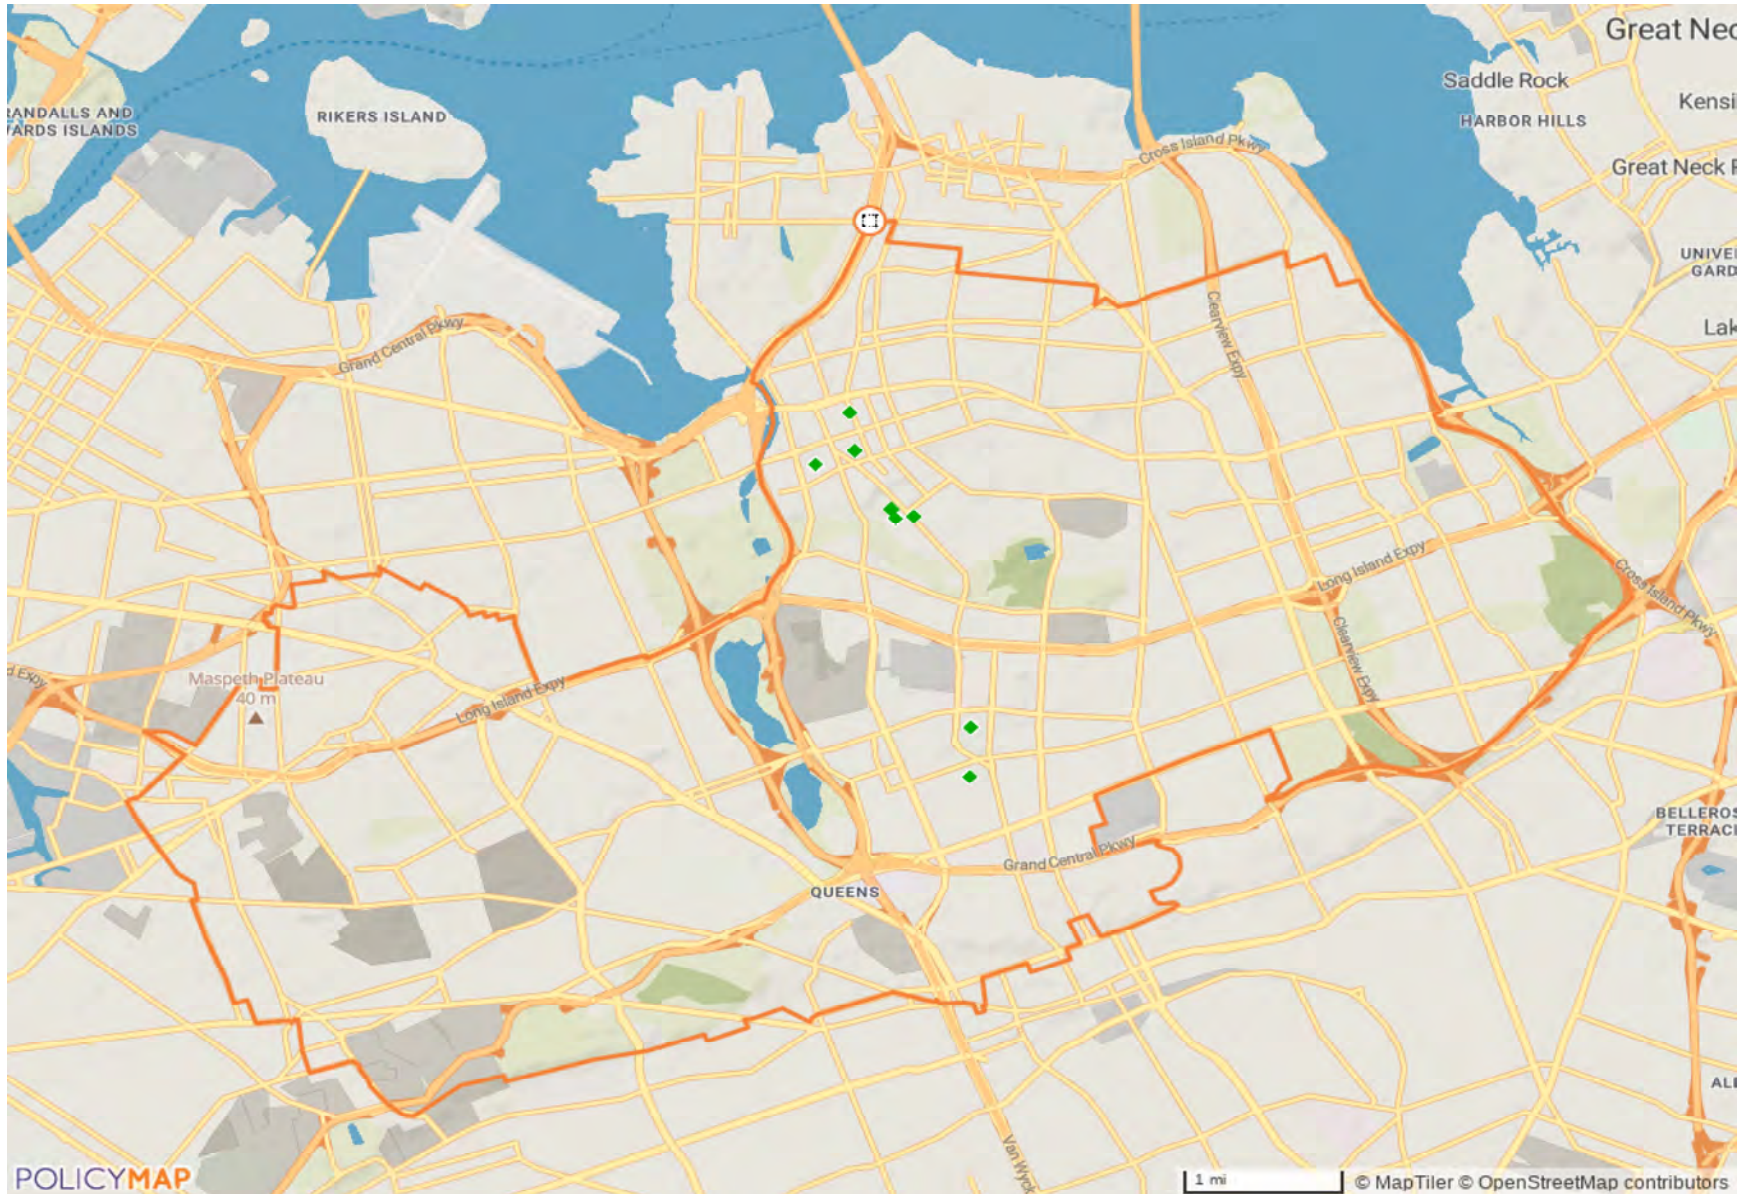 Great Nec
Saddle Rock
Kensi
RANDALLS AND
WARDS ISLANDS
RIKERS ISLAND
HARBOR HILLS
Cross Island Pkwy
Great Neck
UNIVE
GARD
Clearview Expy
Lak
Grand Central Pkwy
Long Island Expy
Cross Island Pkwy
Clearview Expy
d Expy
Maspeth Plateau
40 m
Long Island Expy
BELLEROS
TERRAC
Grand Central Pkwy
QUEENS
Van Wyck
POLICYMAP
1 mi
© MapTiler © OpenStreetMap contributors